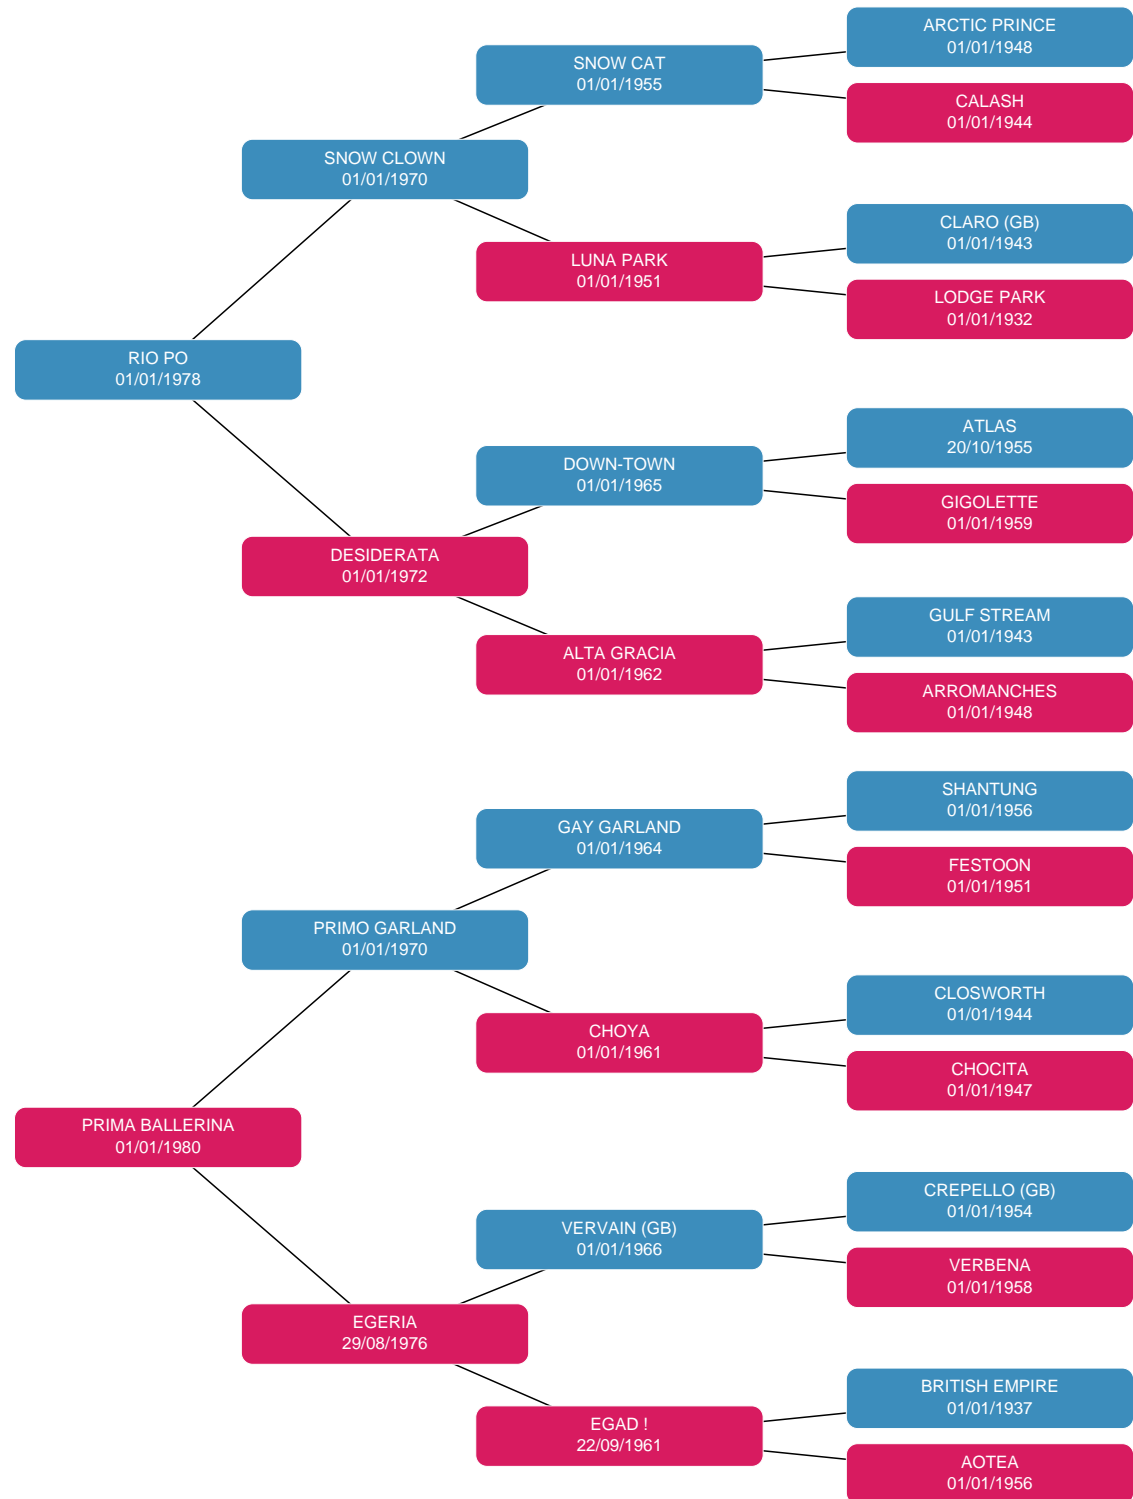 ARCTIC PRINCE
01/01/1948
SNOW CAT
01/01/1955
CALASH
01/01/1944
SNOW CLOWN
01/01/1970
CLARO (GB)
01/01/1943
LUNA PARK
01/01/1951
LODGE PARK
01/01/1932
RIO PO
01/01/1978
ATLAS
20/10/1955
DOWN-TOWN
01/01/1965
GIGOLETTE
01/01/1959
DESIDERATA
01/01/1972
GULF STREAM
01/01/1943
ALTA GRACIA
01/01/1962
ARROMANCHES
01/01/1948
SHANTUNG
01/01/1956
GAY GARLAND
01/01/1964
FESTOON
01/01/1951
PRIMO GARLAND
01/01/1970
CLOSWORTH
01/01/1944
CHOYA
01/01/1961
CHOCITA
01/01/1947
PRIMA BALLERINA
01/01/1980
CREPELLO (GB)
01/01/1954
VERVAIN (GB)
01/01/1966
VERBENA
01/01/1958
EGERIA
29/08/1976
BRITISH EMPIRE
01/01/1937
EGAD !
22/09/1961
AOTEA
01/01/1956